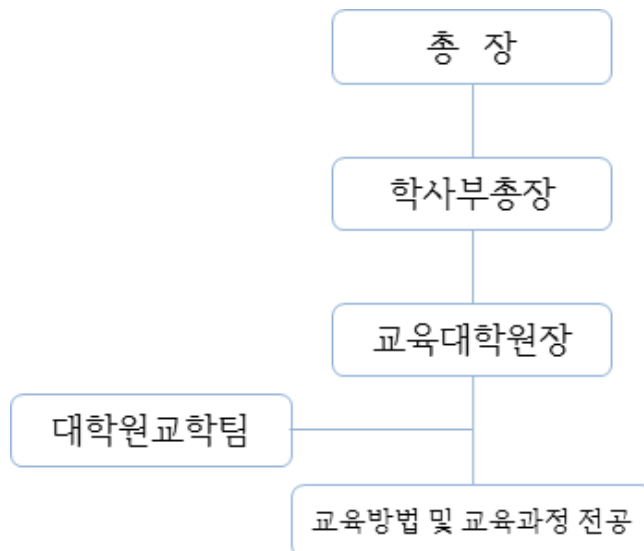 총 장
학사부총장
교육대학원장
대학원교학팀
교육방법 및 교육과정 전공